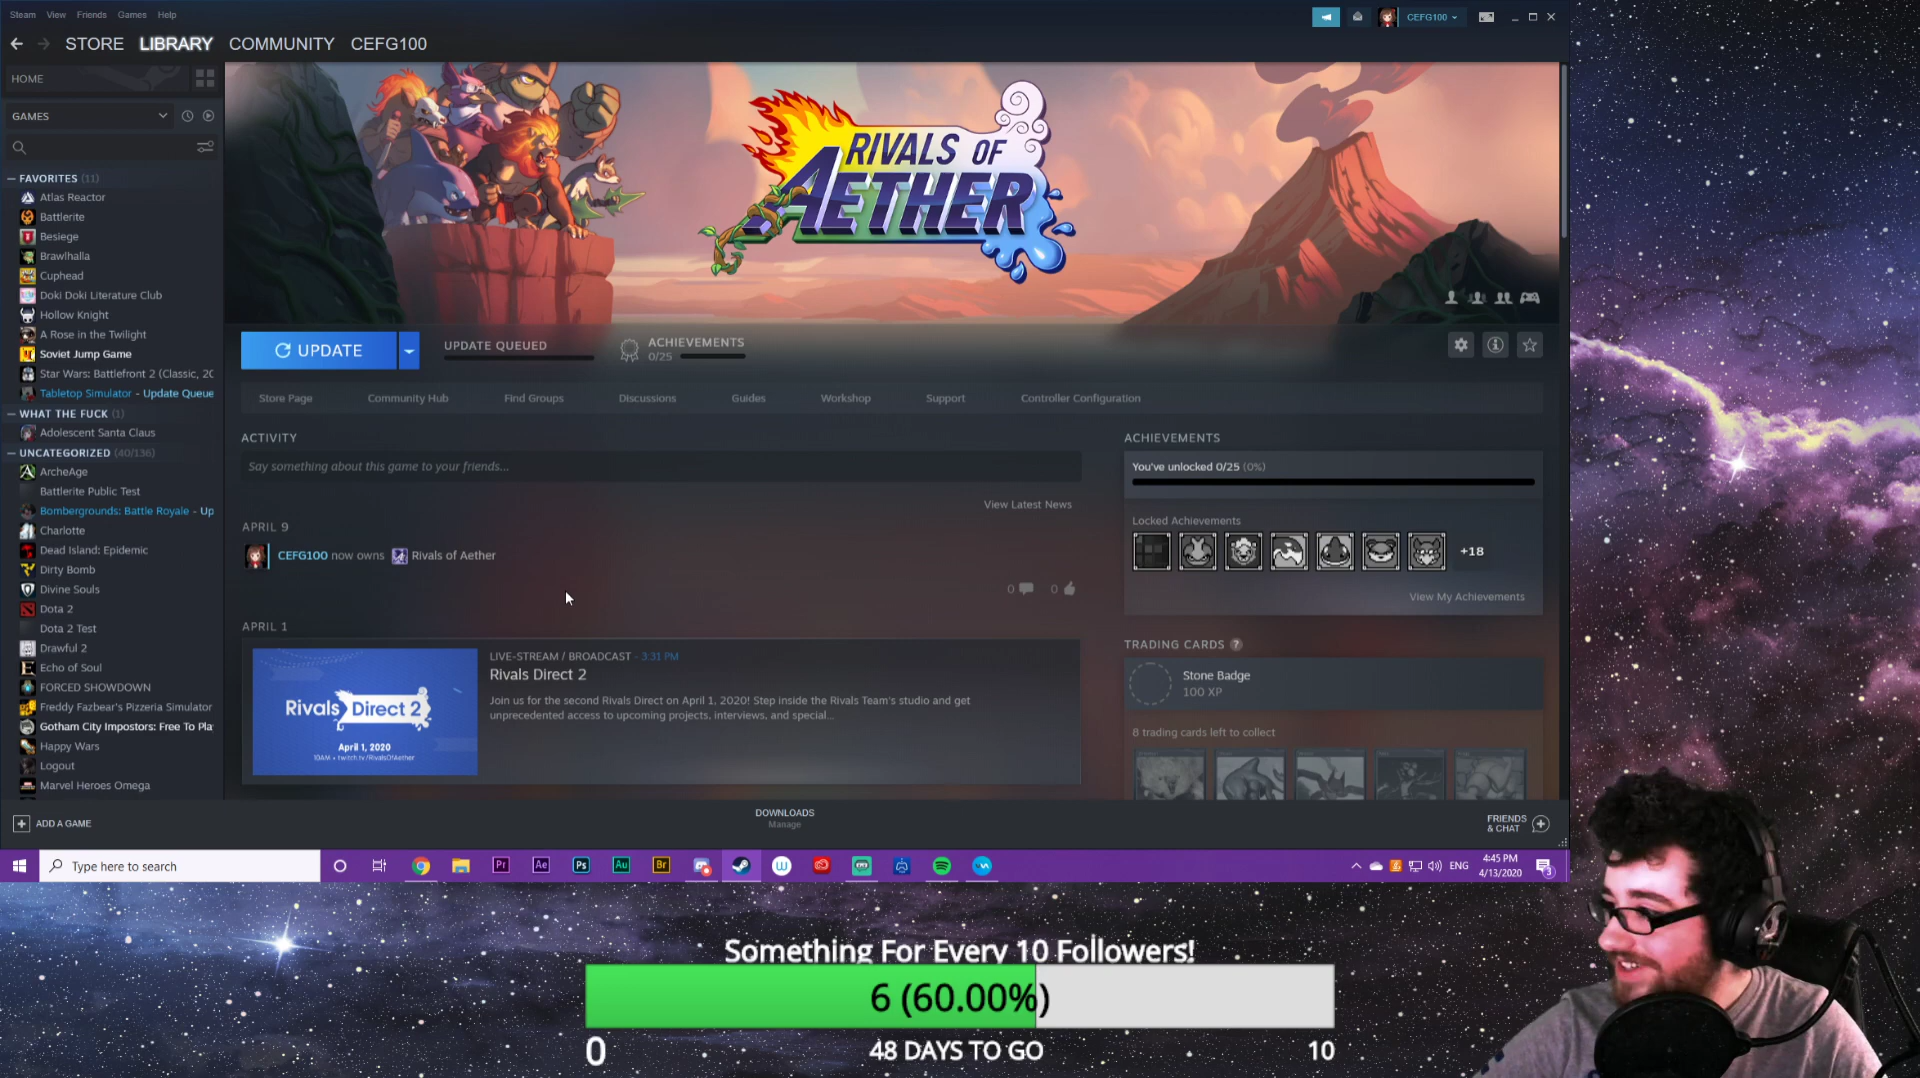 Steam View Friends Games Help
CEFG100
STORE LIBRARY COMMUNITY CEFG100
HOME
GAMES
FAVORITES (11)
Atlas Reactor
Battlerite
Besiege
Brawlhalla
Cuphead
Doki Doki Literature Club
Hollow Knight
A Rose in the Twilight
Soviet Jump Game
Star Wars: Battlefront 2 (Classic, 20
Tabletop Simulator - Update Queue
WHAT THE FUCK (1)
Adolescent Santa Claus
UNCATEGORIZED (40/136)
ArcheAge
Battlerite Public Test
Bombergrounds: Battle Royale - Up
Charlotte
Dead Island: Epidemic
Dirty Bomb
Divine Souls
Dota 2
Dota 2 Test
Drawful 2
Echo of Soul
FORCED SHOWDOWN
Freddy Fazbear's Pizzeria Simulator
Gotham City Impostors: Free To Pla
Happy Wars
Logout
Marvel Heroes Omega
ADD A GAME
RIVALS OF
AETHER
UPDATE
UPDATE QUEUED
ACHIEVEMENTS
0/25
Store Page Community Hub Find Groups Discussions Guides Workshop Support Controller Configuration
ACTIVITY
Say something about this game to your friends...
View Latest News
APRIL 9
CEFG100 now owns Rivals of Aether
0 0
APRIL 1
Rivals Direct 2
April 1, 2020
10AM • twitch.tv/RivalsOfAether
LIVE-STREAM / BROADCAST - 3:31 PM
Rivals Direct 2
Join us for the second Rivals Direct on April 1, 2020! Step inside the Rivals Team's studio and get
unprecedented access to upcoming projects, interviews, and special...
ACHIEVEMENTS
You've unlocked 0/25 (0%)
Locked Achievements
+18
View My Achievements
TRADING CARDS ?
Stone Badge
100 XP
8 trading cards left to collect
DOWNLOADS
Manage
FRIENDS
& CHAT
Type here to search
Pr Ae Ps Au Br W
ENG
4:45 PM
4/13/2020
3
Something For Every 10 Followers!
6 (60.00%)
0 48 DAYS TO GO 10